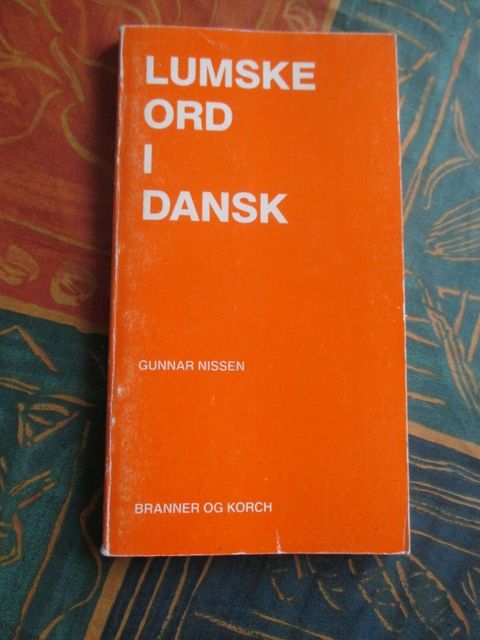 LUMSKE
ORD
I
DANSK
GUNNAR NISSEN
BRANNER OG KORCH